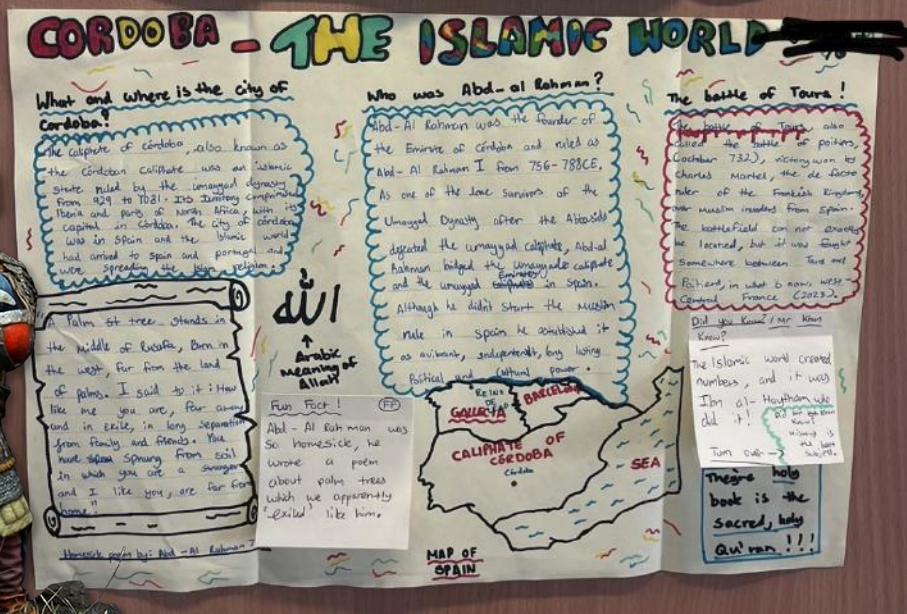 CORDOBA - THE ISLAMIC WORLD
What and where is the city of
Cordoba?
The caliphate of córdoba, also known as
the córdoban Caliphate was an islamic
state ruled by the umayyad dynasty
from 929 to 1031. Its territory comprised
Iberia and parts of North Africa, with its
capital in Córdoba. The city of córdoba
was in Spain and the Islamic world
had arrived to spain and portugal and
were spreading the Islam religion.
A Palm st tree stands in
the middle of Rusafa, Born in
the west, far from the land
of palms. I said to it: How
like me you are, far away
and in exile, in long separation
from family and friends. You
have sprung from soil
in which you are a stranger
and I like you, are far from
home"
Homesick poem by: Abd - Al Rahman I
الله
Arabic
Meaning of
Allah
Fun Fact! FF
Abd - Al Rah man was
so homesick, he
wrote a poem
about palm trees
which we apparently
'exiled' like him.
Who was Abd-al Rahman?
Abd-Al Rahman was the founder of
the Emirate of Córdoba and ruled as
Abd-Al Rahman I from 756-788CE.
As one of the lone survivors of the
Umayyad Dynasty after the Abbasids
defeated the umayyad caliphate, Abd-al
Rahman bridged the umayyade caliphate
and the umayyad Emirates in Spain.
Although he didn't start the Muslim
rule in Spain he established it
as a long lasting
Political and cultural power.
REINO
OF
GALLECIA
BARCELONA
CALIPHATE OF
CÓRDOBA
Córdoba
SEA
MAP OF
SPAIN
The battle of Tours!
The battle of Tours, also
called the battle of poitiers,
(October 732), victory won by
Charles Martel, the de facto
ruler of the Frankish Kingdoms,
over Muslim invaders from Spain.
The battlefield can not exactly
be located, but it was fought
somewhere between Tours and
Poitiers, in what is now, west-
Central France (2023).
Did you Know? / Mr Khan
Know?
The Islamic world created
numbers, and it was
Ibn al- Haytham who
did it!
Know?
History is
the best
subject.
Turn over
holy
book is the
sacred, holy
Qu'ran !!!